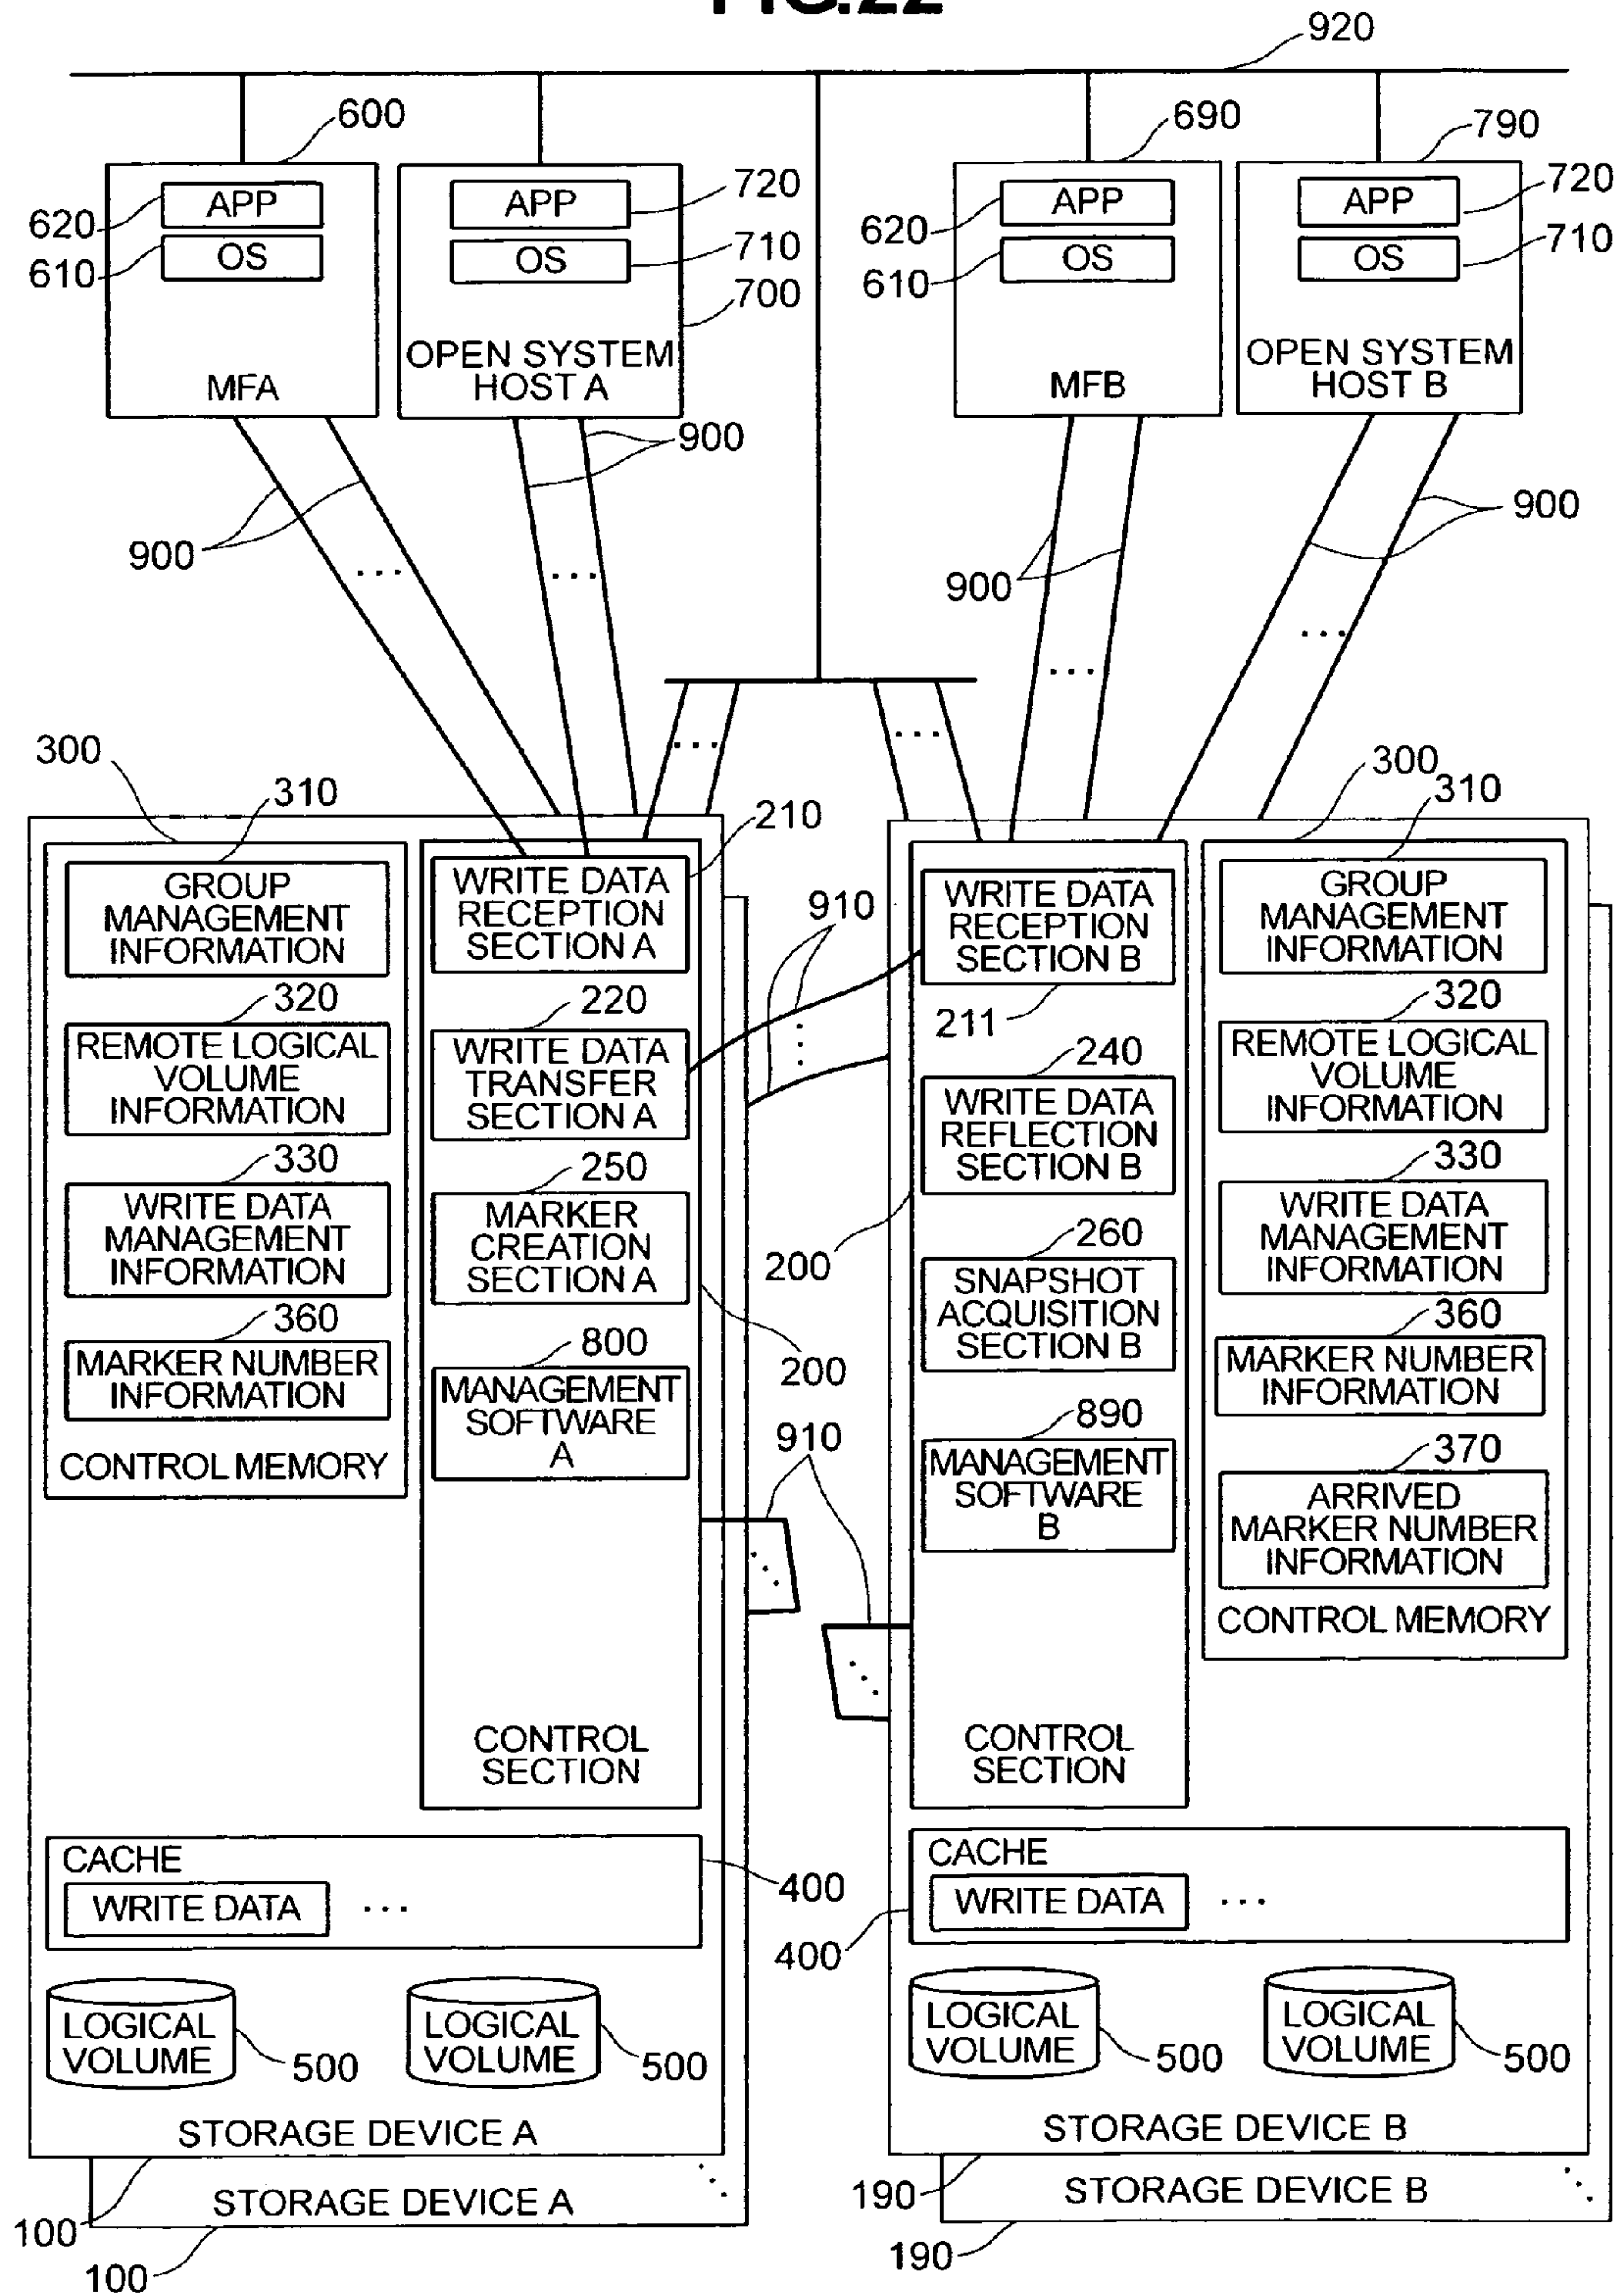 FIG.22
920
600
690
790
APP
720
APP
620
APP
720
APP
620
OS
710
OS
610
OS
710
OS
610
700
OPEN SYSTEM
HOST A
MFA
OPEN SYSTEM
HOST B
MFB
900
900
900
900
...
...
...
...
...
...
300
310
GROUP
MANAGEMENT
INFORMATION
320
REMOTE LOGICAL
VOLUME
INFORMATION
330
WRITE DATA
MANAGEMENT
INFORMATION
360
MARKER NUMBER
INFORMATION
CONTROL MEMORY
210
WRITE DATA
RECEPTION
SECTION A
220
WRITE DATA
TRANSFER
SECTION A
250
MARKER
CREATION
SECTION A
200
800
MANAGEMENT
SOFTWARE
A
CONTROL
SECTION
910
...
910
...
...
WRITE DATA
RECEPTION
SECTION B
211
240
WRITE DATA
REFLECTION
SECTION B
200
260
SNAPSHOT
ACQUISITION
SECTION B
890
MANAGEMENT
SOFTWARE
B
CONTROL
SECTION
300
310
GROUP
MANAGEMENT
INFORMATION
320
REMOTE LOGICAL
VOLUME
INFORMATION
330
WRITE DATA
MANAGEMENT
INFORMATION
360
MARKER NUMBER
INFORMATION
370
ARRIVED
MARKER NUMBER
INFORMATION
CONTROL MEMORY
CACHE
WRITE DATA ...
400
LOGICAL
VOLUME
500
LOGICAL
VOLUME
500
STORAGE DEVICE A
STORAGE DEVICE A
...
100
100
CACHE
WRITE DATA ...
400
LOGICAL
VOLUME
500
LOGICAL
VOLUME
500
STORAGE DEVICE B
190
STORAGE DEVICE B
...
190